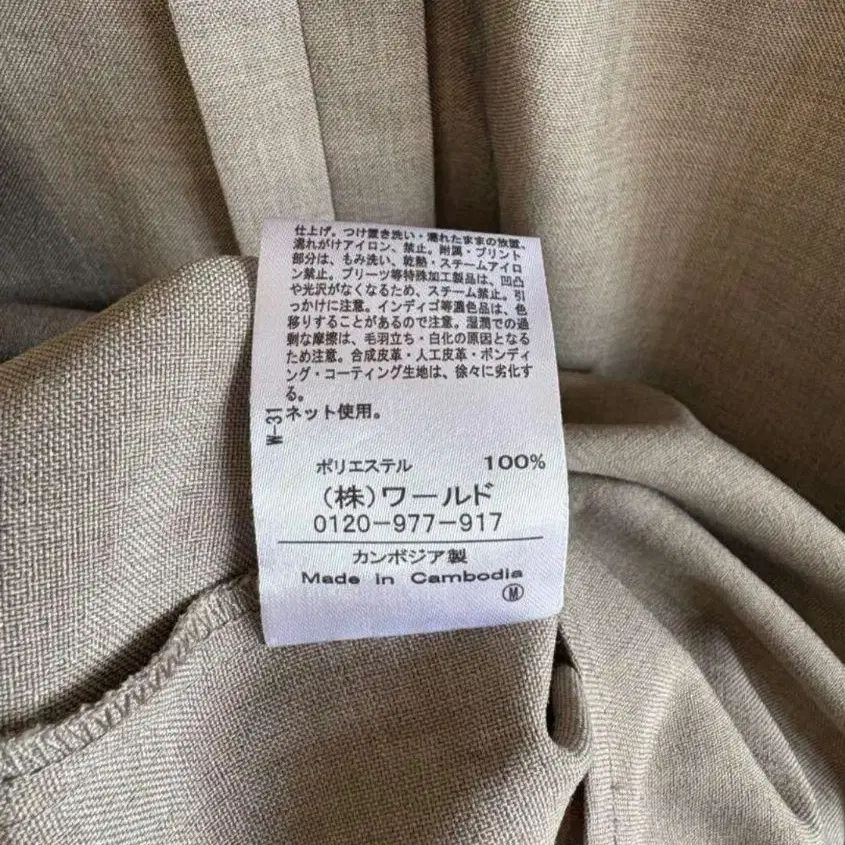 仕上げ。つけ置き洗い・濡れたままの放置、
濡れがけアイロン、禁止。附属・プリント
部分は、もみ洗い、乾熱・スチームアイロ
ン禁止。プリーツ等特殊加工製品は、凹凸
や光沢がなくなるため、スチーム禁止。引
っかけに注意。インディゴ等濃色品は、色
移りすることがあるので注意。湿潤での過
剰な摩擦は、毛羽立ち・白化の原因となる
ため注意。合成皮革・人工皮革・ボンディ
ング・コーティング生地は、徐々に劣化す
る。
ネット使用。
W-31
ポリエステル 100%
(株)ワールド
0120-977-917
カンボジア製
Made in Cambodia
Ⓜ